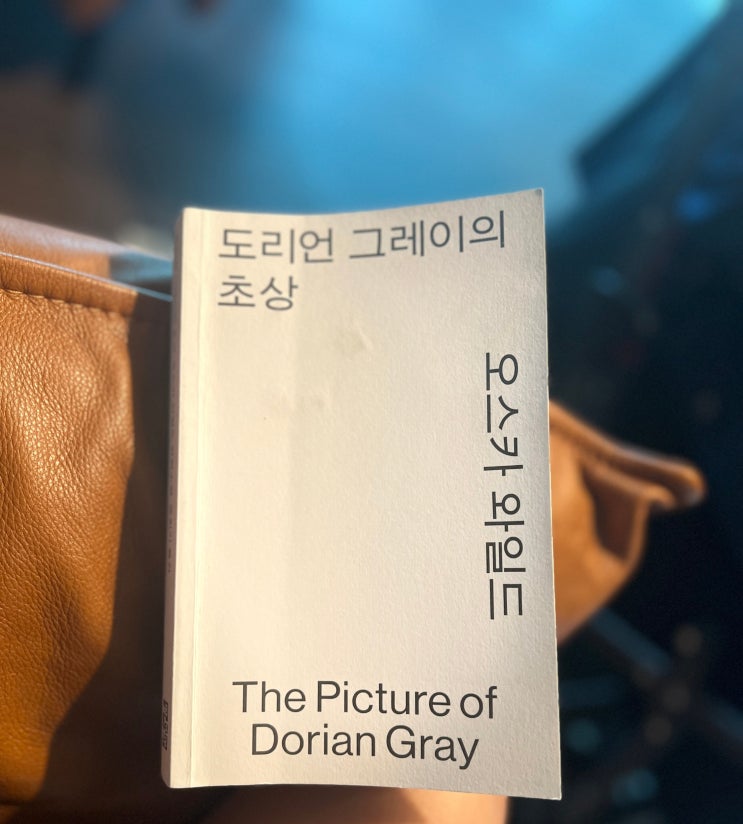 도리언 그레이의
초상
오스카 와일드
The Picture of
Dorian Gray